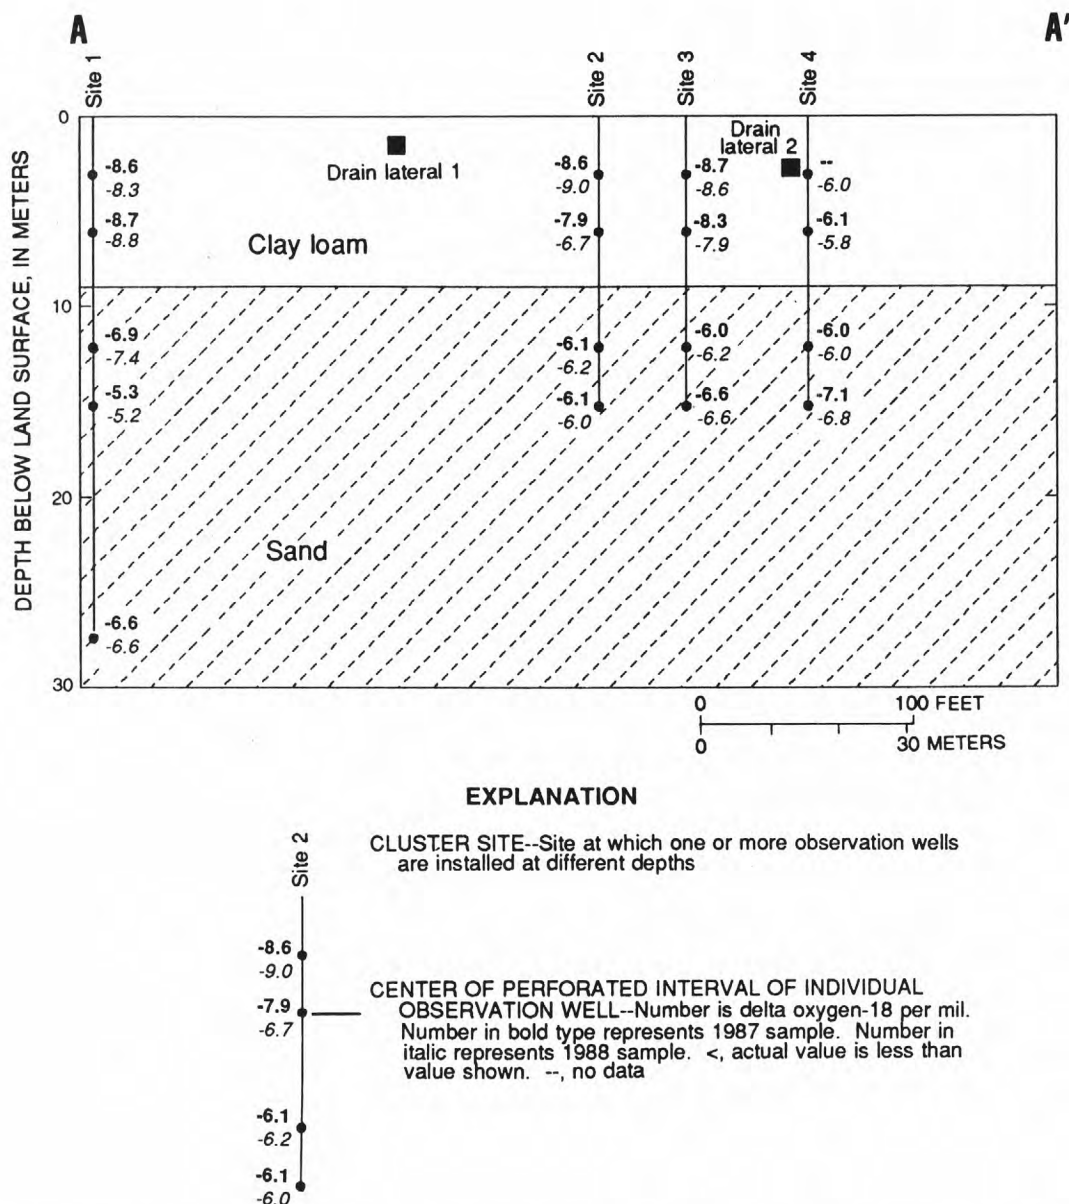 A
A'
Site 1
Site 2
Site 3
Site 4
DEPTH BELOW LAND SURFACE, IN METERS
0
10
20
30
Drain lateral 1
Drain
lateral 2
Clay loam
Sand
-8.6
-8.3
-8.7
-8.8
-6.9
-7.4
-5.3
-5.2
-6.6
-6.6
-8.6
-9.0
-7.9
-6.7
-6.1
-6.2
-6.1
-6.0
-8.7
-8.6
-8.3
-7.9
-6.0
-6.2
-6.6
-6.6
--
-6.0
-6.1
-5.8
-6.0
-6.0
-7.1
-6.8
0 100 FEET
0 30 METERS
EXPLANATION
Site 2
CLUSTER SITE--Site at which one or more observation wells
are installed at different depths
-8.6
-9.0
-7.9
-6.7
-6.1
-6.2
-6.1
-6.0
CENTER OF PERFORATED INTERVAL OF INDIVIDUAL
OBSERVATION WELL--Number is delta oxygen-18 per mil.
Number in bold type represents 1987 sample. Number in
italic represents 1988 sample. <, actual value is less than
value shown. --, no data